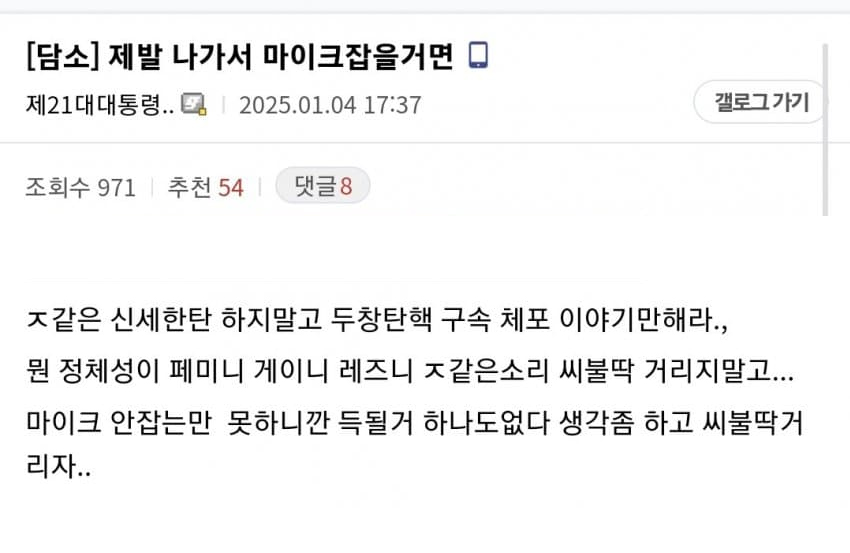 [담소] 제발 나가서 마이크잡을거면
제21대대통령.. 2025.01.04 17:37 갤로그 가기
조회수 971 추천 54 댓글 8
ㅈ같은 신세한탄 하지말고 두창탄핵 구속 체포 이야기만해라.,
뭔 정체성이 페미니 게이니 레즈니 ㅈ같은소리 씨불딱 거리지말고...
마이크 안잡는만 못하니깐 득될거 하나도없다 생각좀 하고 씨불딱거
리자..